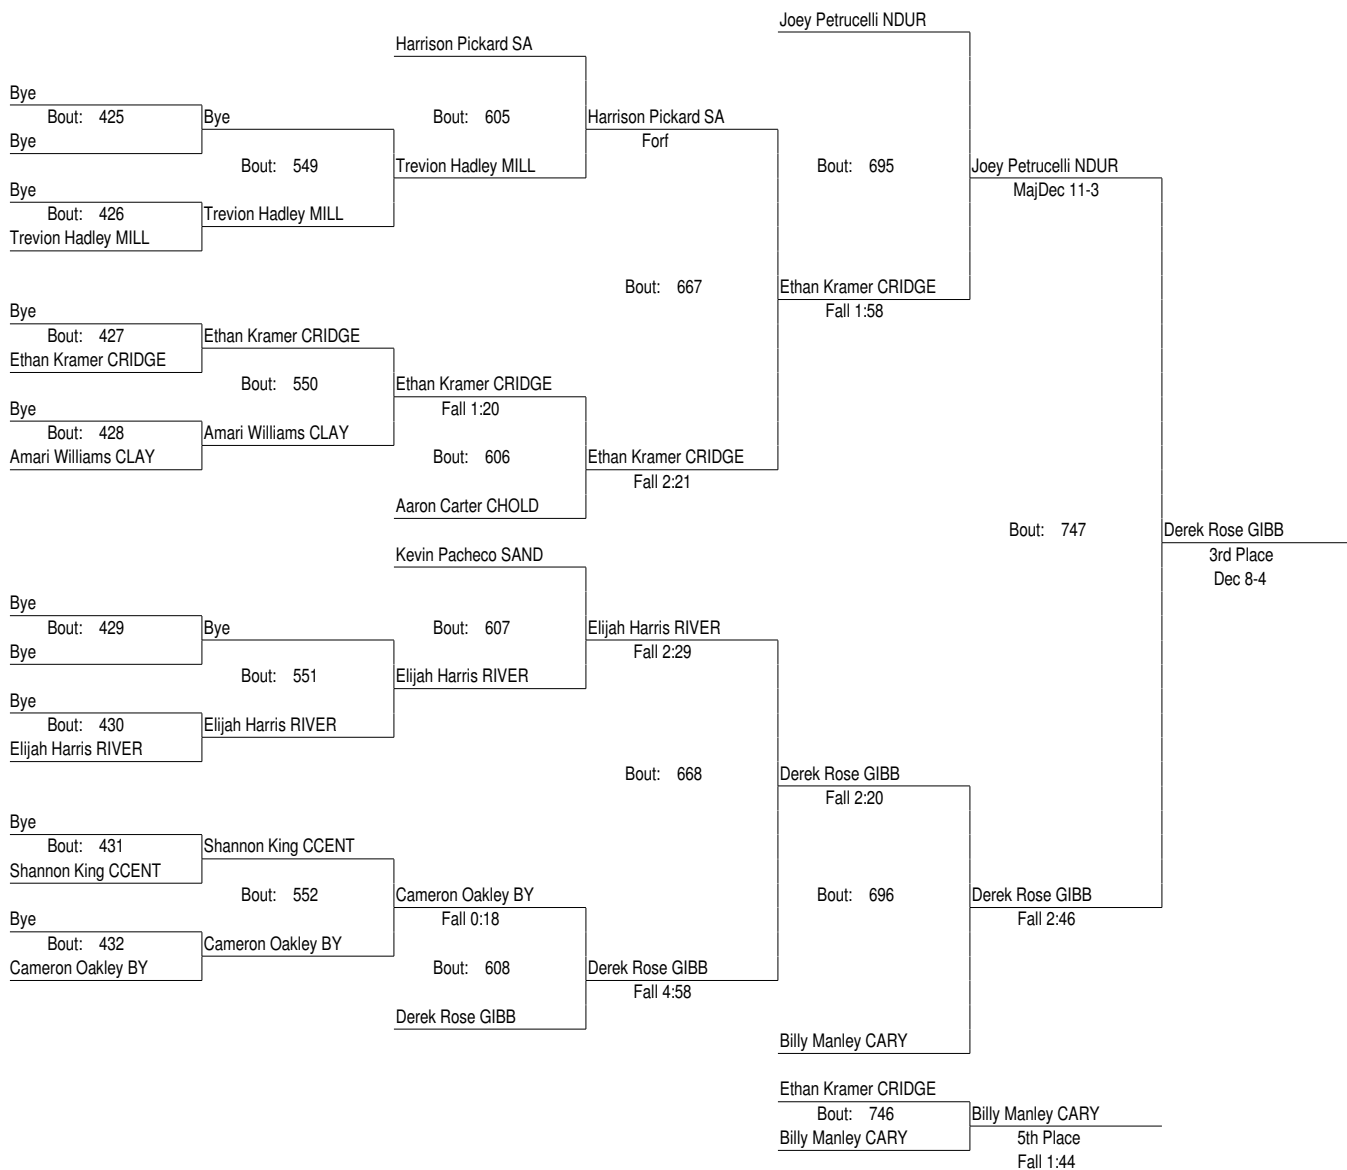 Joey Petrucelli NDUR
Harrison Pickard SA
Bye
Bout: 425
Bye
Bout: 605
Harrison Pickard SA
Bye
Forf
Bout: 549
Trevion Hadley MILL
Bout: 695
Joey Petrucelli NDUR
Bye
MajDec 11-3
Bout: 426
Trevion Hadley MILL
Trevion Hadley MILL
Bout: 667
Ethan Kramer CRIDGE
Bye
Fall 1:58
Bout: 427
Ethan Kramer CRIDGE
Ethan Kramer CRIDGE
Bout: 550
Ethan Kramer CRIDGE
Bye
Fall 1:20
Bout: 428
Amari Williams CLAY
Amari Williams CLAY
Bout: 606
Ethan Kramer CRIDGE
Fall 2:21
Aaron Carter CHOLD
Bout: 747
Derek Rose GIBB
Kevin Pacheco SAND
3rd Place
Dec 8-4
Bye
Bout: 429
Bye
Bout: 607
Elijah Harris RIVER
Bye
Fall 2:29
Bout: 551
Elijah Harris RIVER
Bye
Bout: 430
Elijah Harris RIVER
Elijah Harris RIVER
Bout: 668
Derek Rose GIBB
Fall 2:20
Bye
Bout: 431
Shannon King CCENT
Shannon King CCENT
Bout: 552
Cameron Oakley BY
Bout: 696
Derek Rose GIBB
Bye
Fall 0:18
Fall 2:46
Bout: 432
Cameron Oakley BY
Cameron Oakley BY
Bout: 608
Derek Rose GIBB
Fall 4:58
Derek Rose GIBB
Billy Manley CARY
Ethan Kramer CRIDGE
Bout: 746
Billy Manley CARY
Billy Manley CARY
5th Place
Fall 1:44